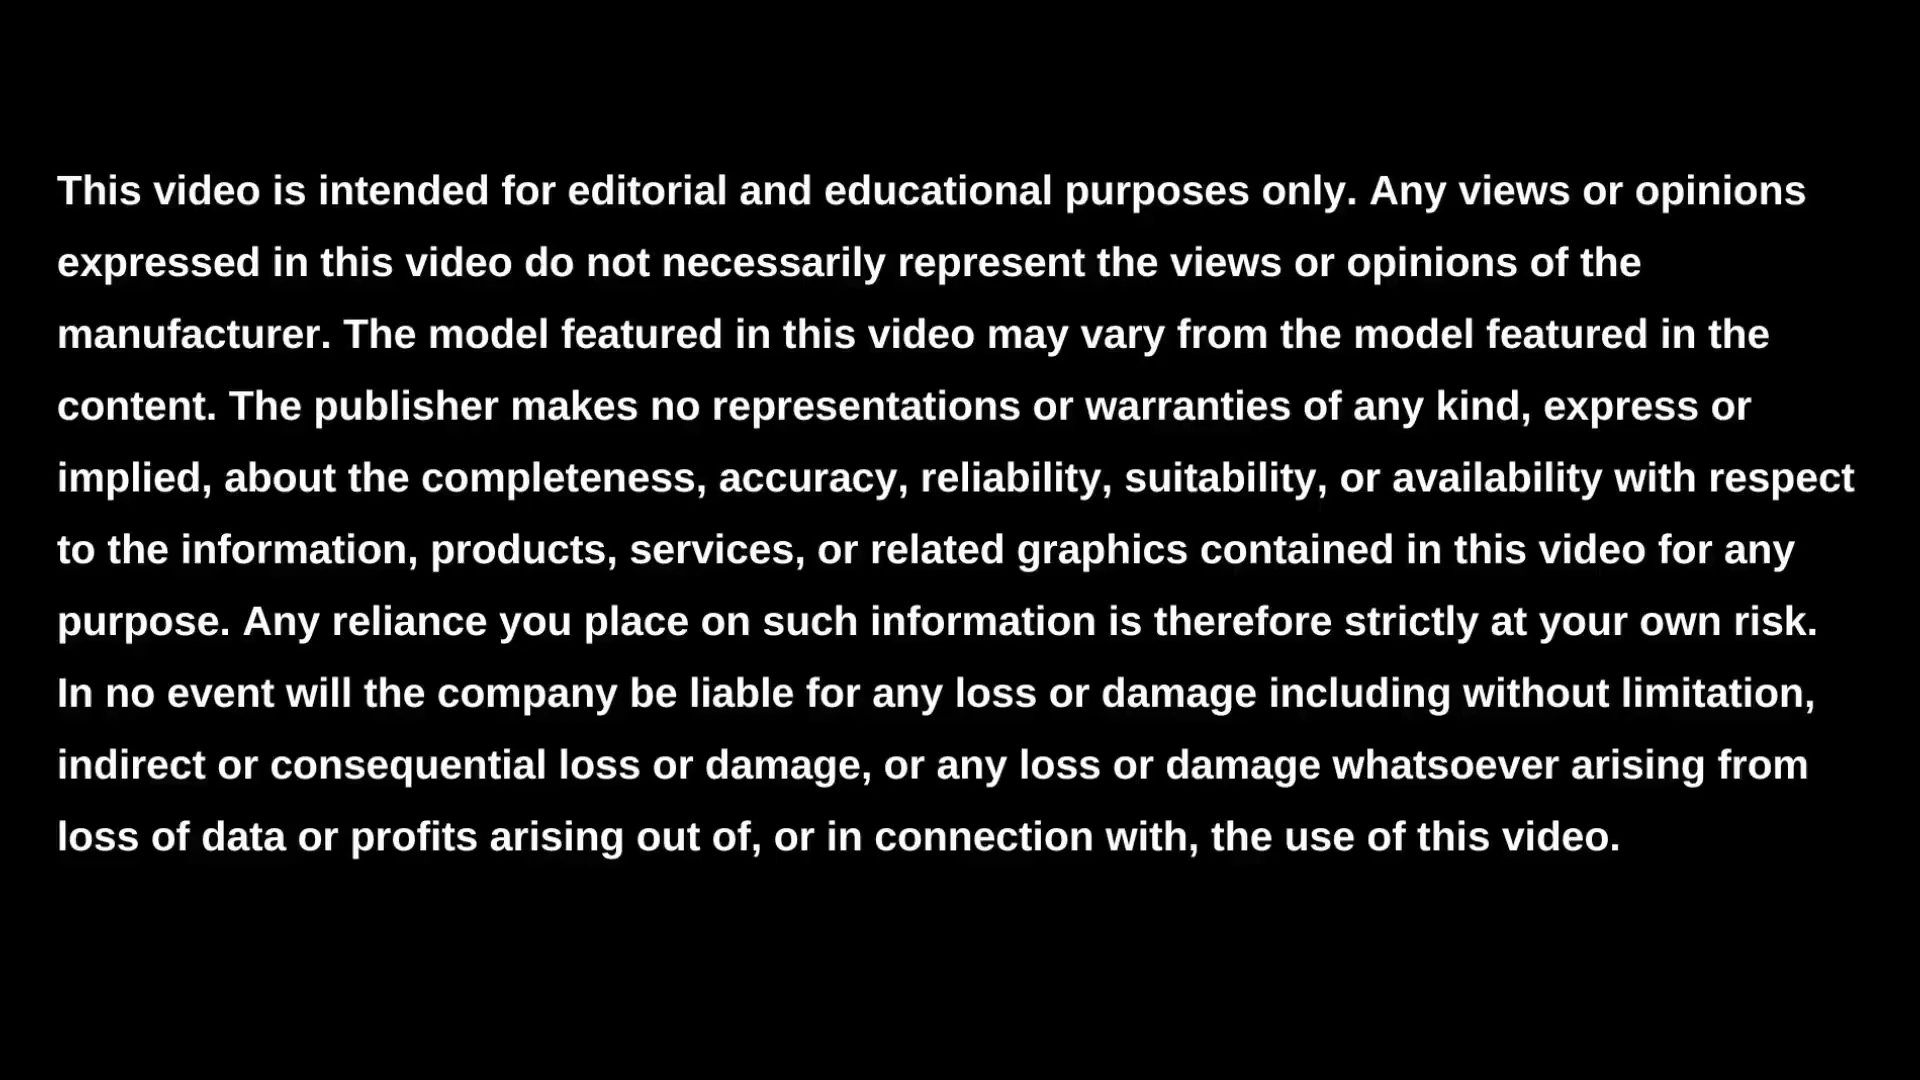 This video is intended for editorial and educational purposes only. Any views or opinions
expressed in this video do not necessarily represent the views or opinions of the
manufacturer. The model featured in this video may vary from the model featured in the
content. The publisher makes no representations or warranties of any kind, express or
implied, about the completeness, accuracy, reliability, suitability, or availability with respect
to the information, products, services, or related graphics contained in this video for any
purpose. Any reliance you place on such information is therefore strictly at your own risk.
In no event will the company be liable for any loss or damage including without limitation,
indirect or consequential loss or damage, or any loss or damage whatsoever arising from
loss of data or profits arising out of, or in connection with, the use of this video.